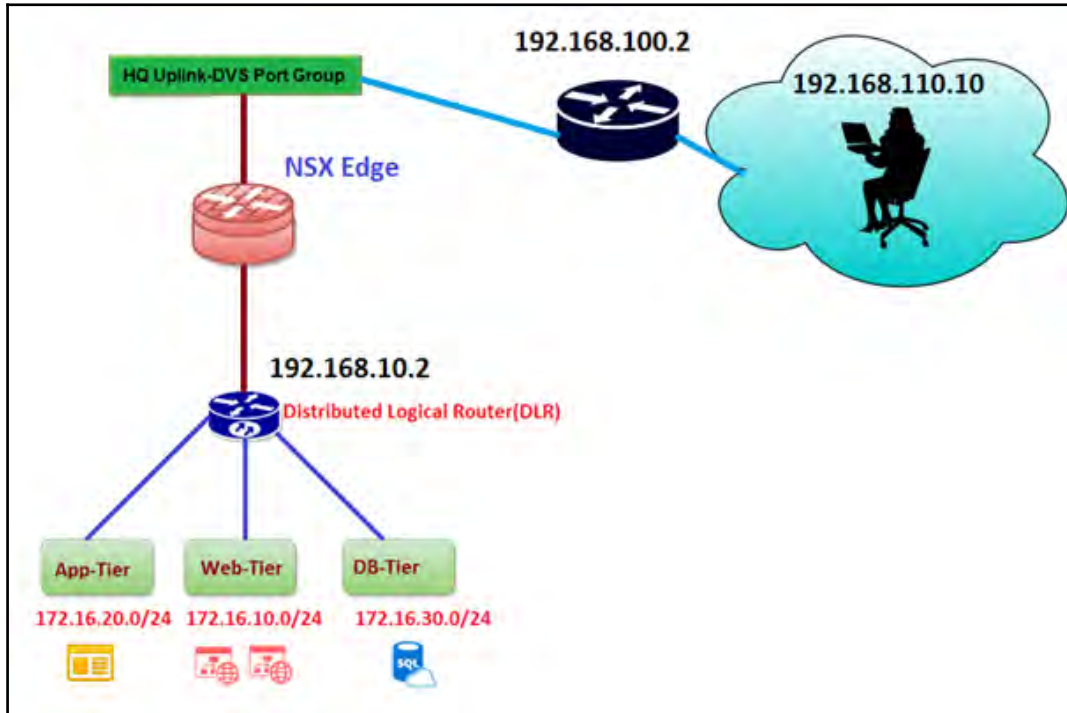 192.168.100.2
HQ Uplink-DVS Port Group
192.168.110.10
NSX Edge
192.168.10.2
Distributed Logical Router(DLR)
App-Tier
Web-Tier
DB-Tier
172.16.20.0/24
172.16.10.0/24
172.16.30.0/24
SQL